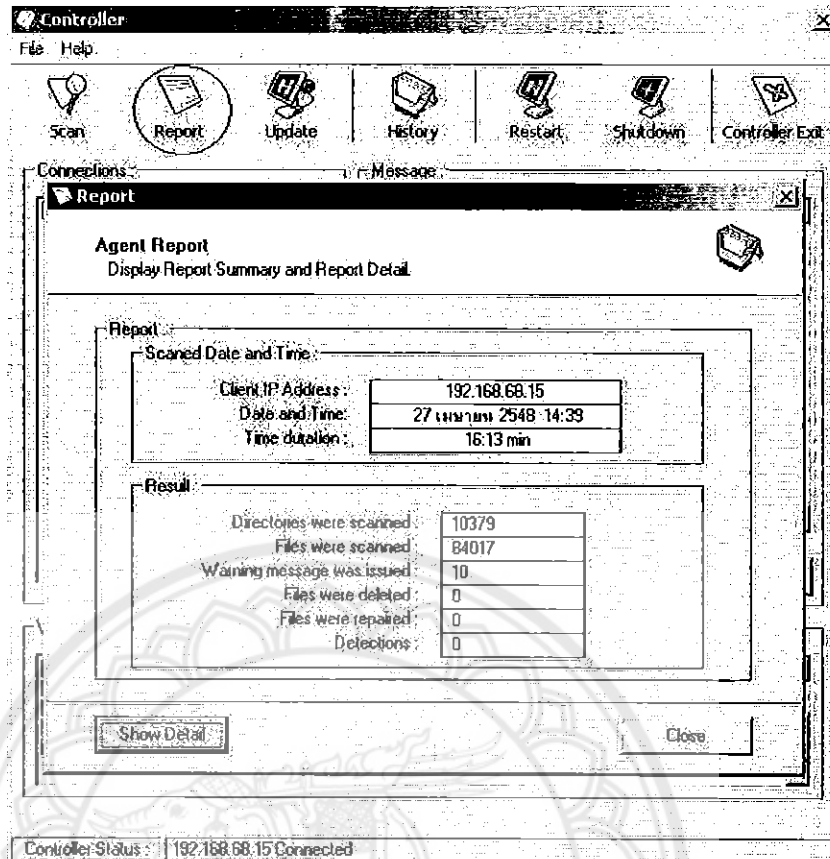 Controller
File Help
Scan Report Update History Restart Shutdown Controller Exit
Connections : Message :
Report
Agent Report
Display Report Summary and Report Detail.
Report :
Scaned Date and Time :
Client IP Address : 192.168.68.15
Date and Time: 27 เมษายน 2548 14:39
Time duration : 16:13 min
Result :
Directories were scanned : 10379
Files were scanned : 84017
Warning message was issued : 10
Files were deleted : 0
Files were repaired : 0
Detections : 0
Show Detail Close
Controller Status : 192.168.68.15 Connected